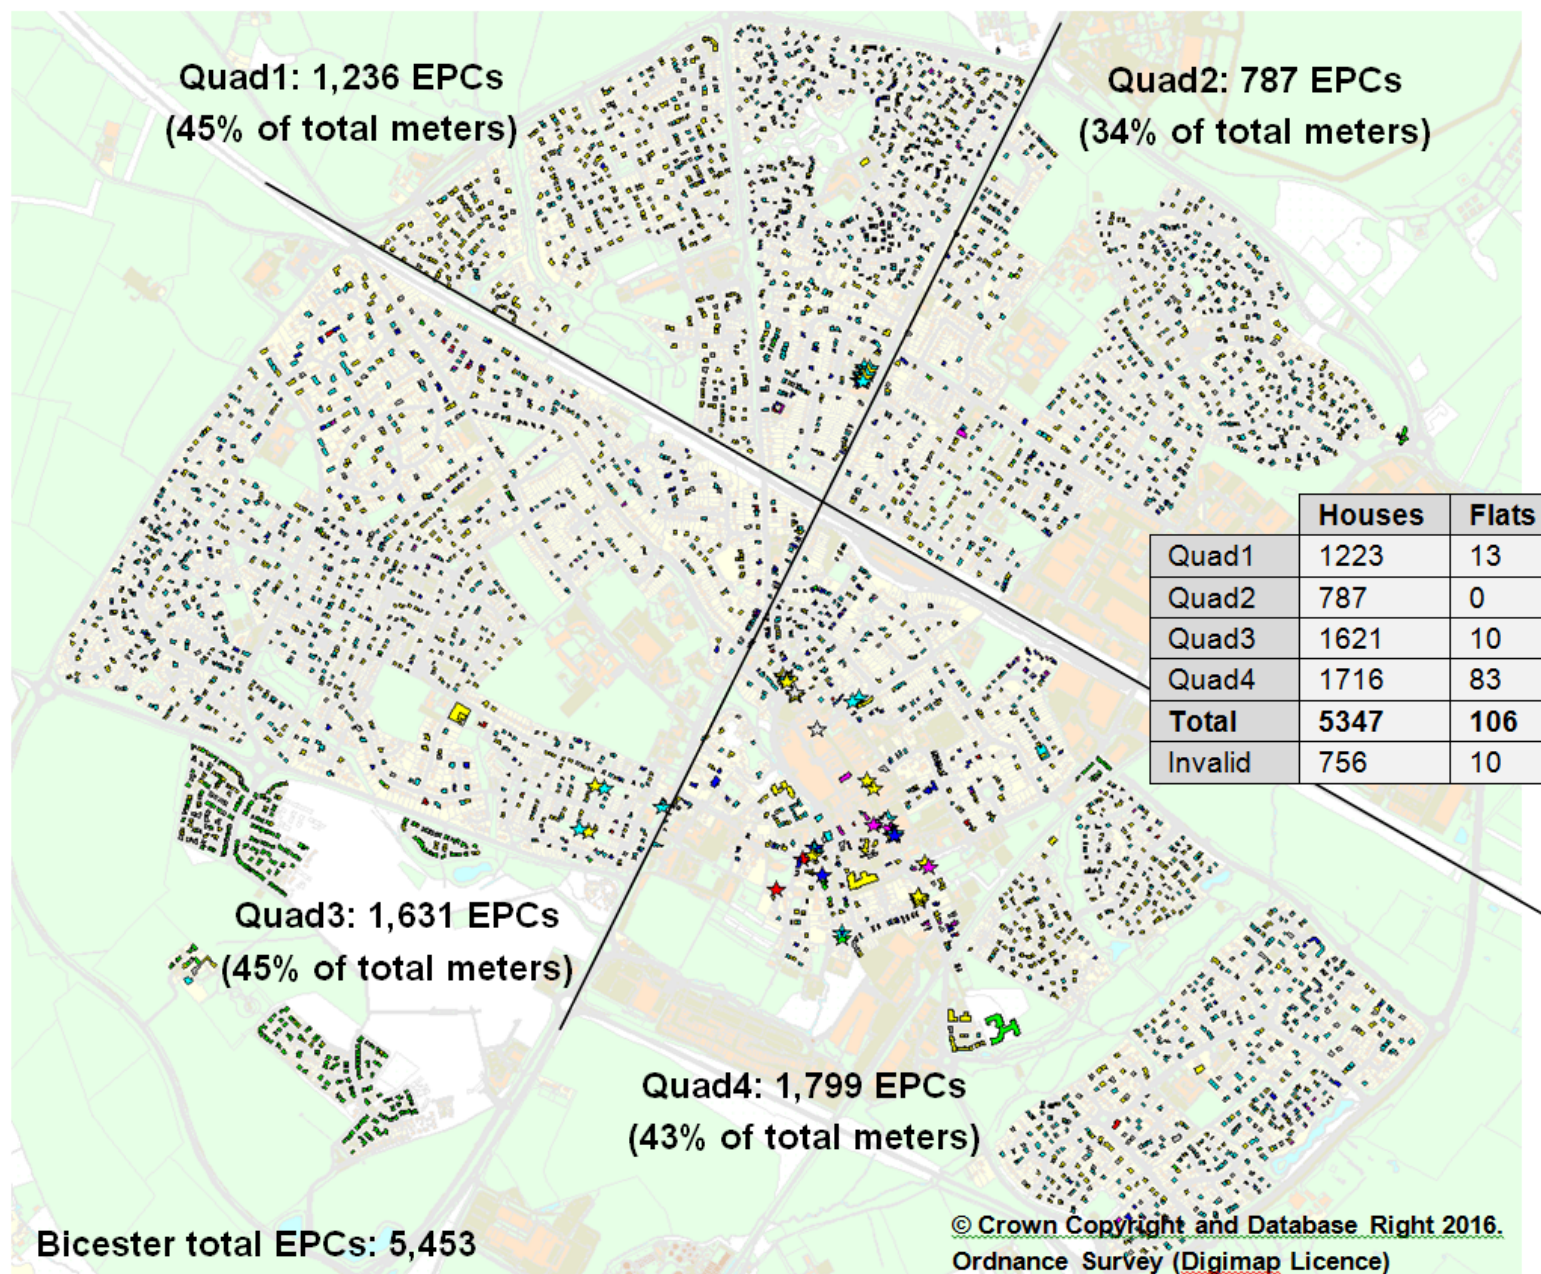 Quad1: 1,236 EPCs
(45% of total meters)
Quad2: 787 EPCs
(34% of total meters)
Houses Flats
Quad1 1223 13
Quad2 787 0
Quad3 1621 10
Quad4 1716 83
Total 5347 106
Invalid 756 10
Quad3: 1,631 EPCs
(45% of total meters)
Quad4: 1,799 EPCs
(43% of total meters)
Bicester total EPCs: 5,453
© Crown Copyright and Database Right 2016.
Ordnance Survey (Digimap Licence)